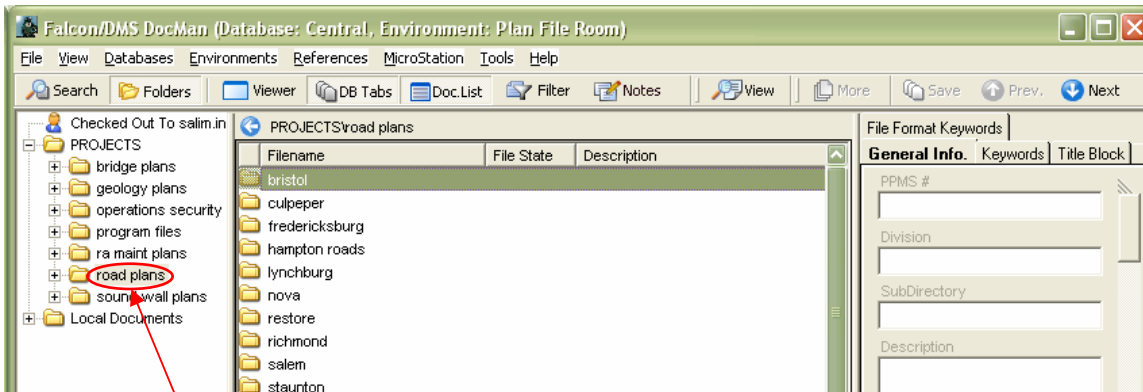 Falcon/DMS DocMan (Database: Central, Environment: Plan File Room)
File View Databases Environments References MicroStation Tools Help
Search Folders Viewer DB Tabs Doc.List Filter Notes View More Save Prev. Next
Checked Out To salim.in
PROJECTS
bridge plans
geology plans
operations security
program files
ra maint plans
road plans
sound wall plans
Local Documents
PROJECTS\road plans
Filename File State Description
bristol
culpeper
fredericksburg
hampton roads
lynchburg
nova
restore
richmond
salem
staunton
File Format Keywords
General Info. Keywords Title Block
PPMS #
Division
SubDirectory
Description